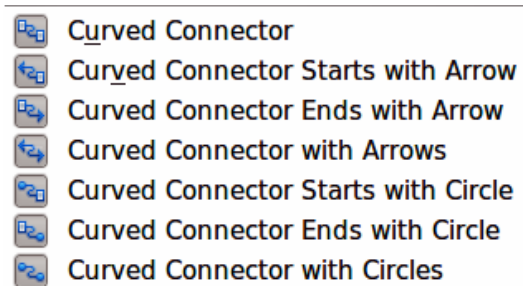 Curved Connector
Curved Connector Starts with Arrow
Curved Connector Ends with Arrow
Curved Connector with Arrows
Curved Connector Starts with Circle
Curved Connector Ends with Circle
Curved Connector with Circles